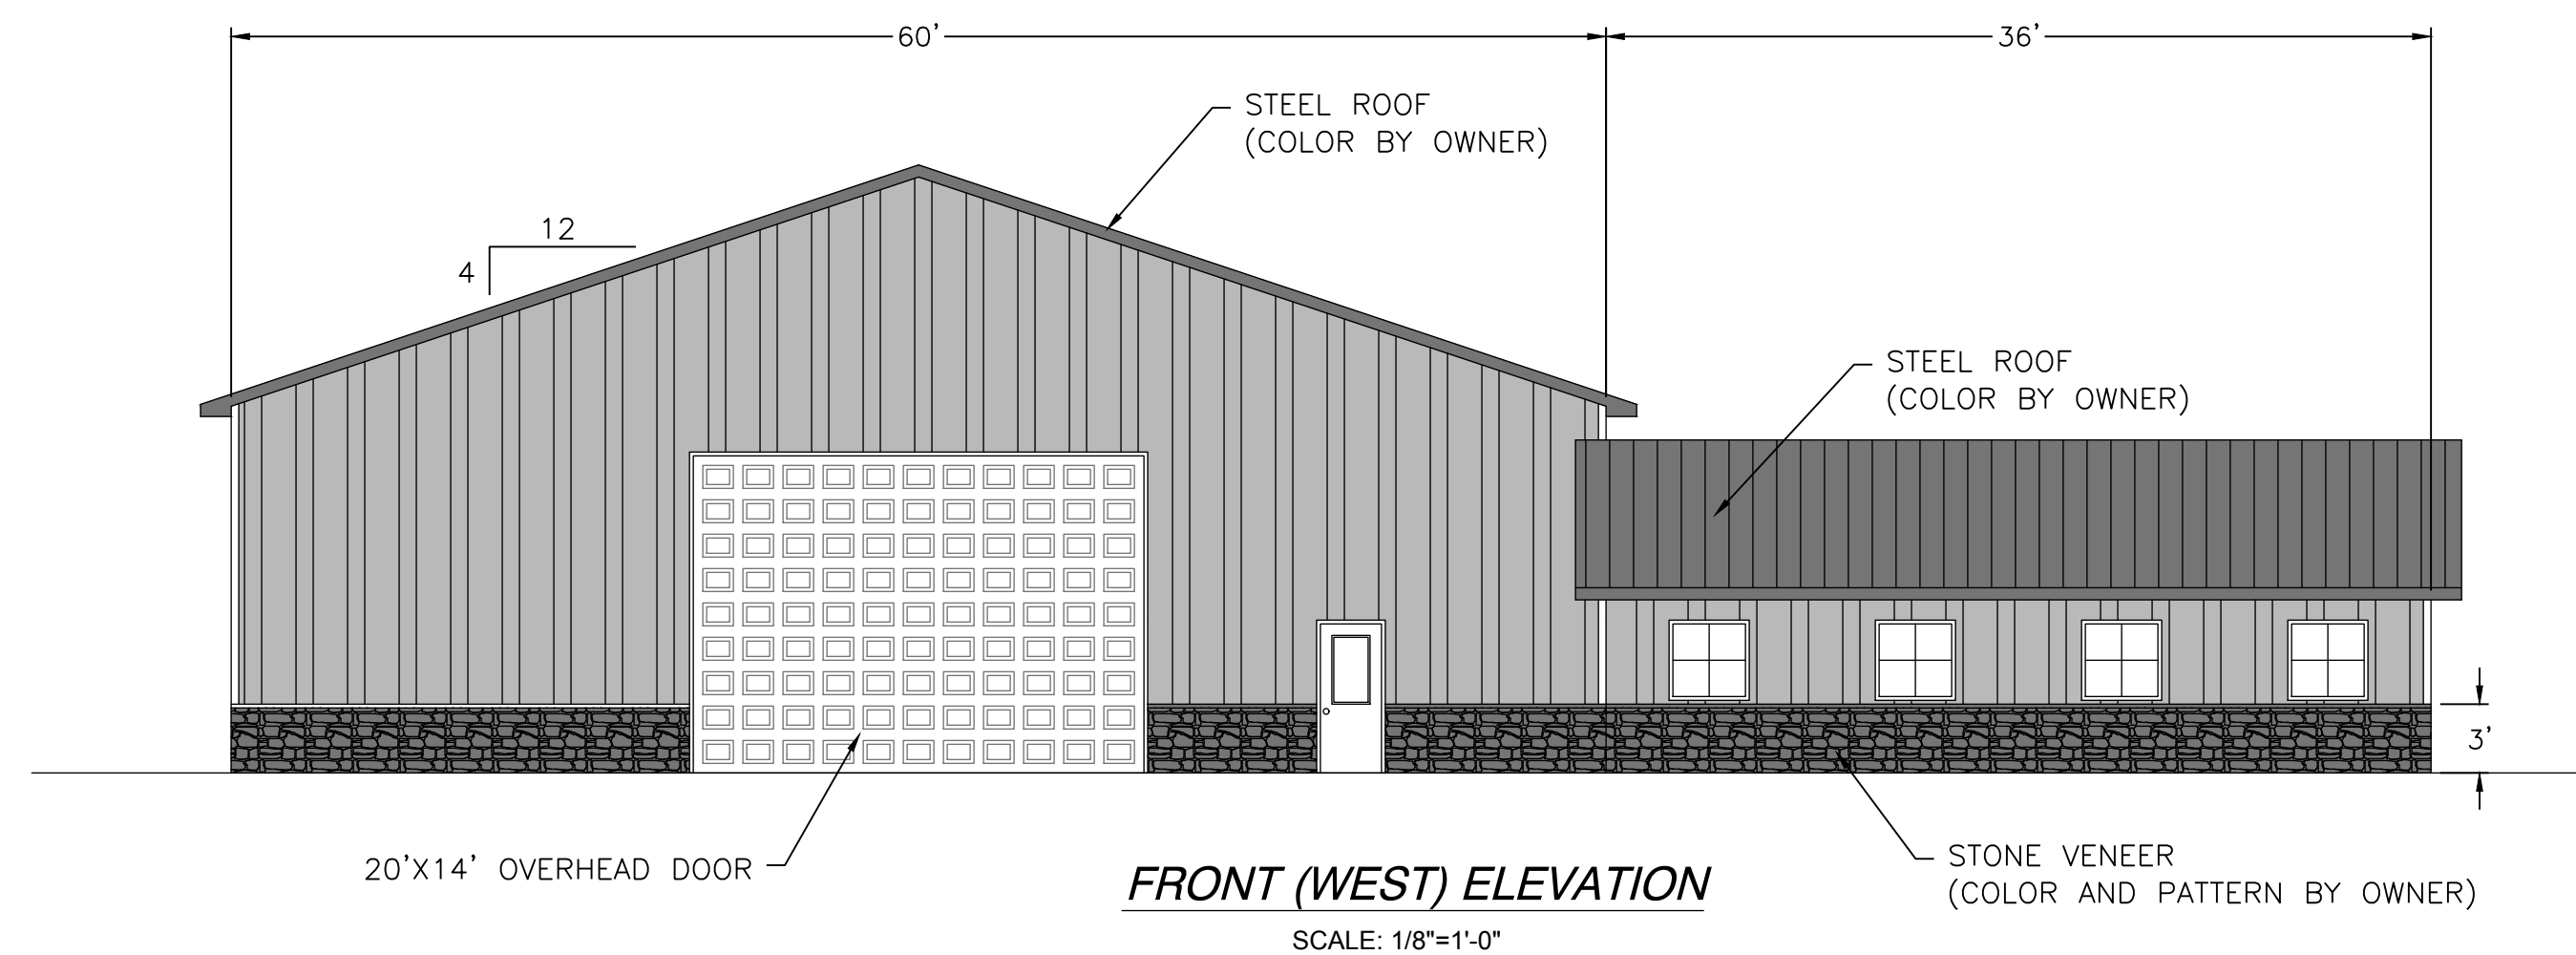 60'
36'
STEEL ROOF
(COLOR BY OWNER)
12
4
STEEL ROOF
(COLOR BY OWNER)
3'
20'X14' OVERHEAD DOOR
STONE VENEER
(COLOR AND PATTERN BY OWNER)
FRONT (WEST) ELEVATION
SCALE: 1/8"=1'-0"